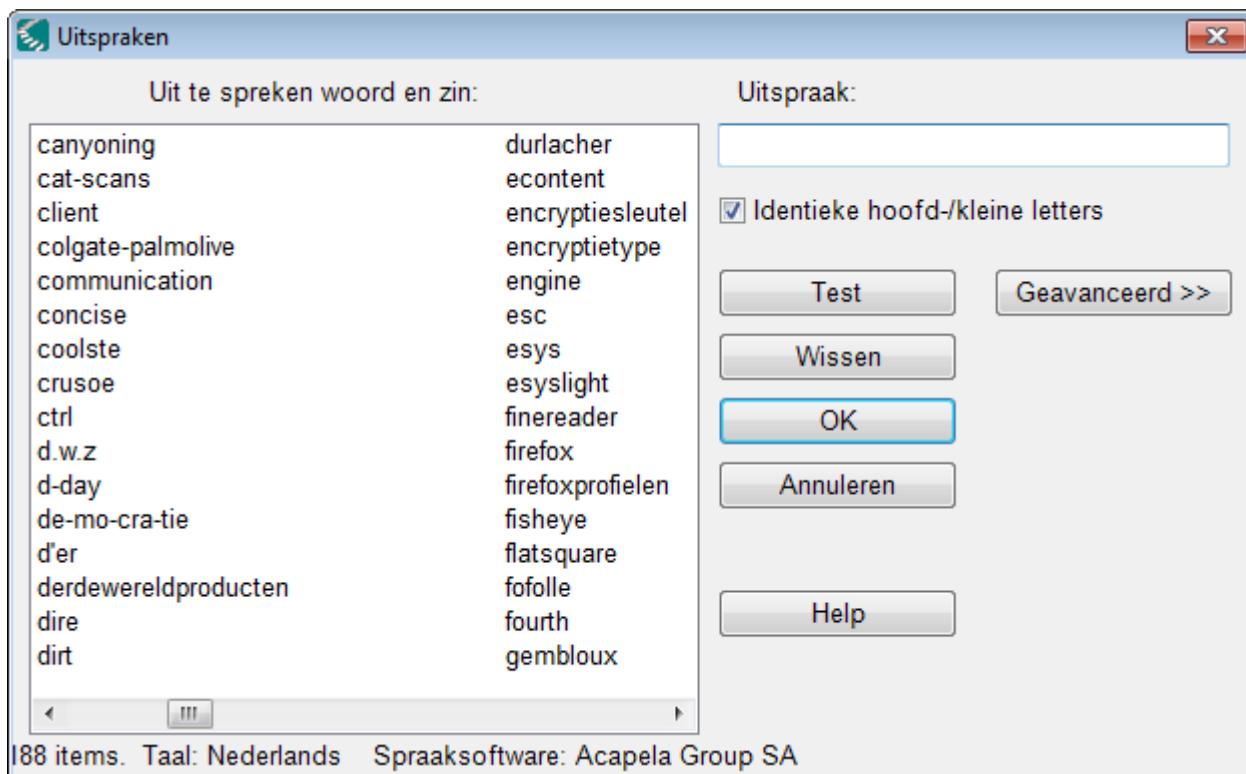 Uitspraken
Uit te spreken woord en zin:
canyoning
cat-scans
client
colgate-palmolive
communication
concise
coolste
crusoe
ctrl
d.w.z
d-day
de-mo-cra-tie
d'er
derdewereldproducten
dire
dirt
durlacher
econtent
encryptiesleutel
encryptietype
engine
esc
esys
esyslight
finereader
firefox
firefoxprofielen
fisheye
flatsquare
fofolle
fourth
gembloux
Uitspraak:
Identieke hoofd-/kleine letters
Test
Geavanceerd >>
Wissen
OK
Annuleren
Help
188 items. Taal: Nederlands Spraaksoftware: Acapela Group SA